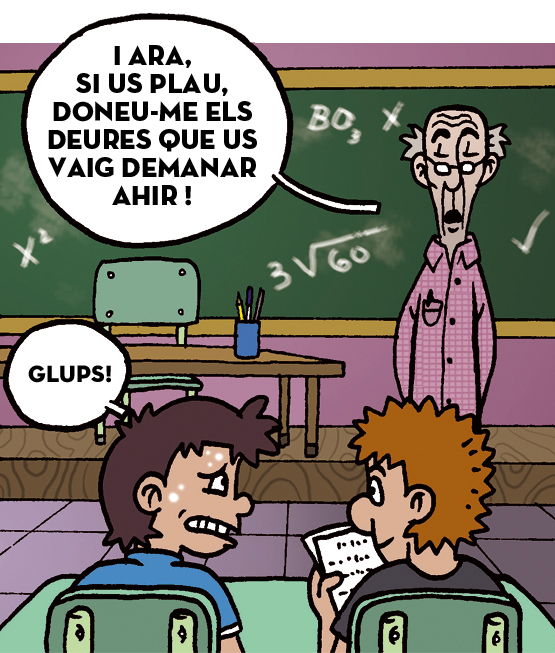 I ARA,
SI US PLAU,
DONEU-ME ELS
DEURES QUE US
VAIG DEMANAR
AHIR !
BO₃ X
X²
3√60
GLUPS!